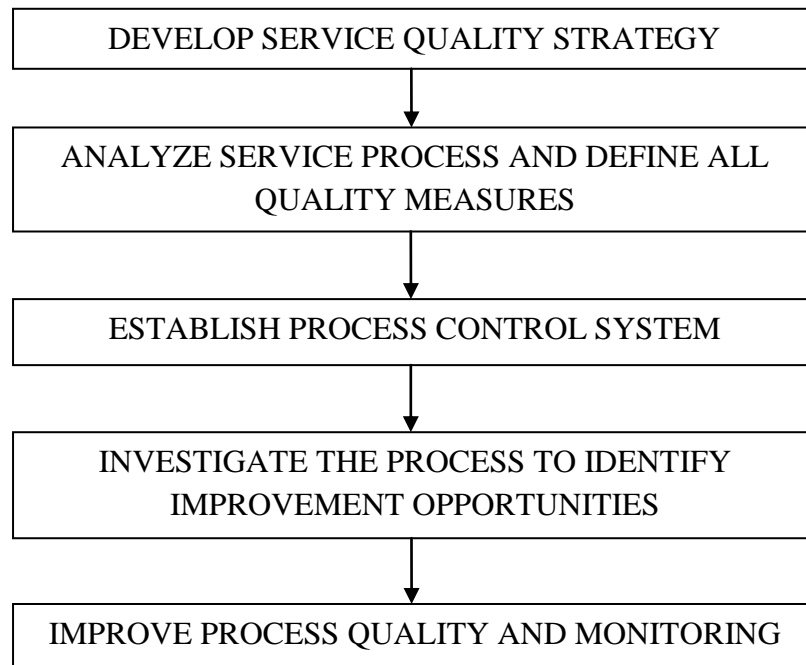 DEVELOP SERVICE QUALITY STRATEGY
ANALYZE SERVICE PROCESS AND DEFINE ALL
QUALITY MEASURES
ESTABLISH PROCESS CONTROL SYSTEM
INVESTIGATE THE PROCESS TO IDENTIFY
IMPROVEMENT OPPORTUNITIES
IMPROVE PROCESS QUALITY AND MONITORING